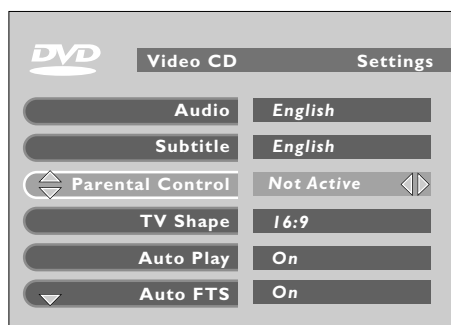 DVD Video CD Settings
Audio English
Subtitle English
Parental Control Not Active
TV Shape 16:9
Auto Play On
Auto FTS On